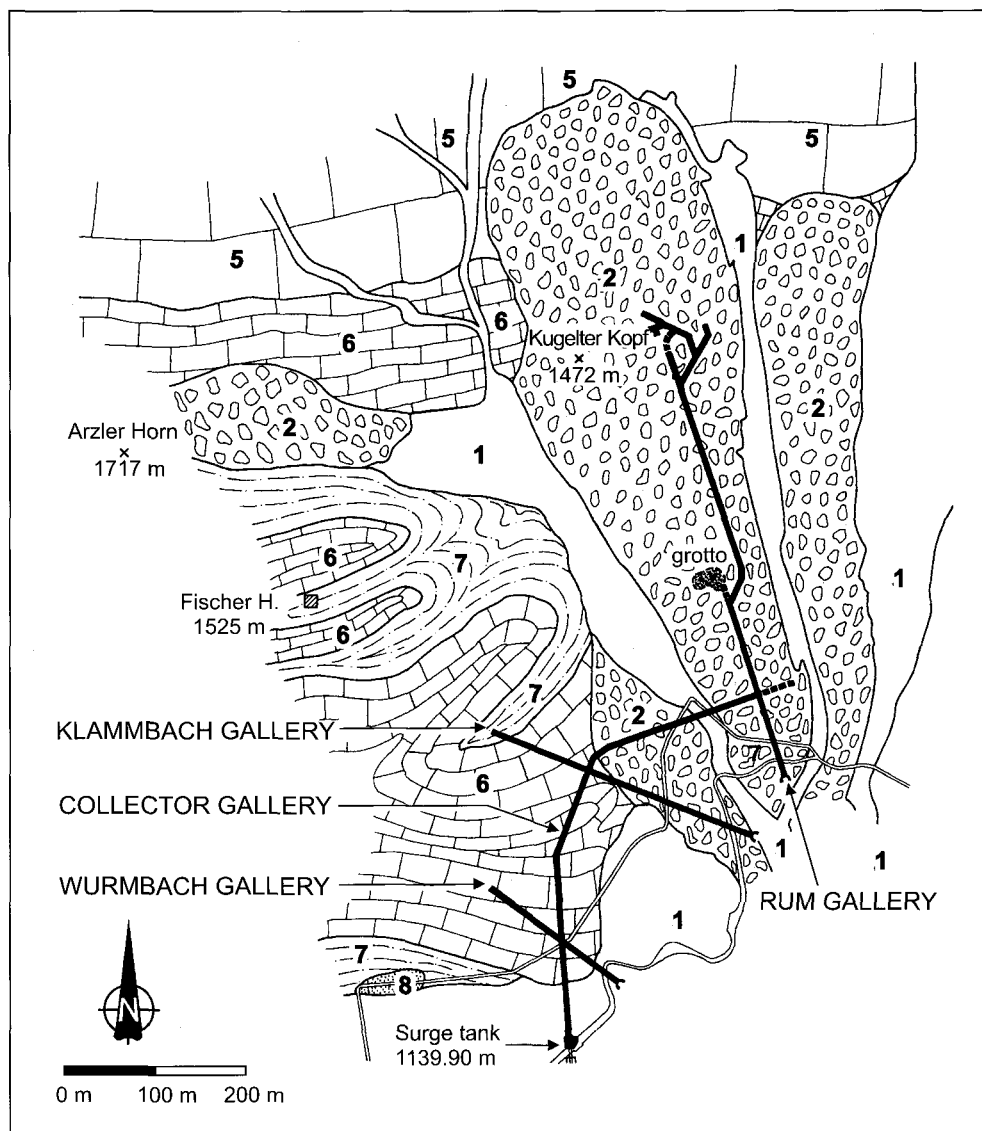 5
5
5
5
1
2
6
Kugelter Kopf
1472 m
6
2
2
Arzler Horn
1717 m
1
grotto
1
6
7
Fischer H.
1525 m
6
7
2
KLAMMBACH GALLERY
7
6
COLLECTOR GALLERY
1
1
WURMBACH GALLERY
RUM GALLERY
1
7
8
N
Surge tank
1139.90 m
0 m 100 m 200 m